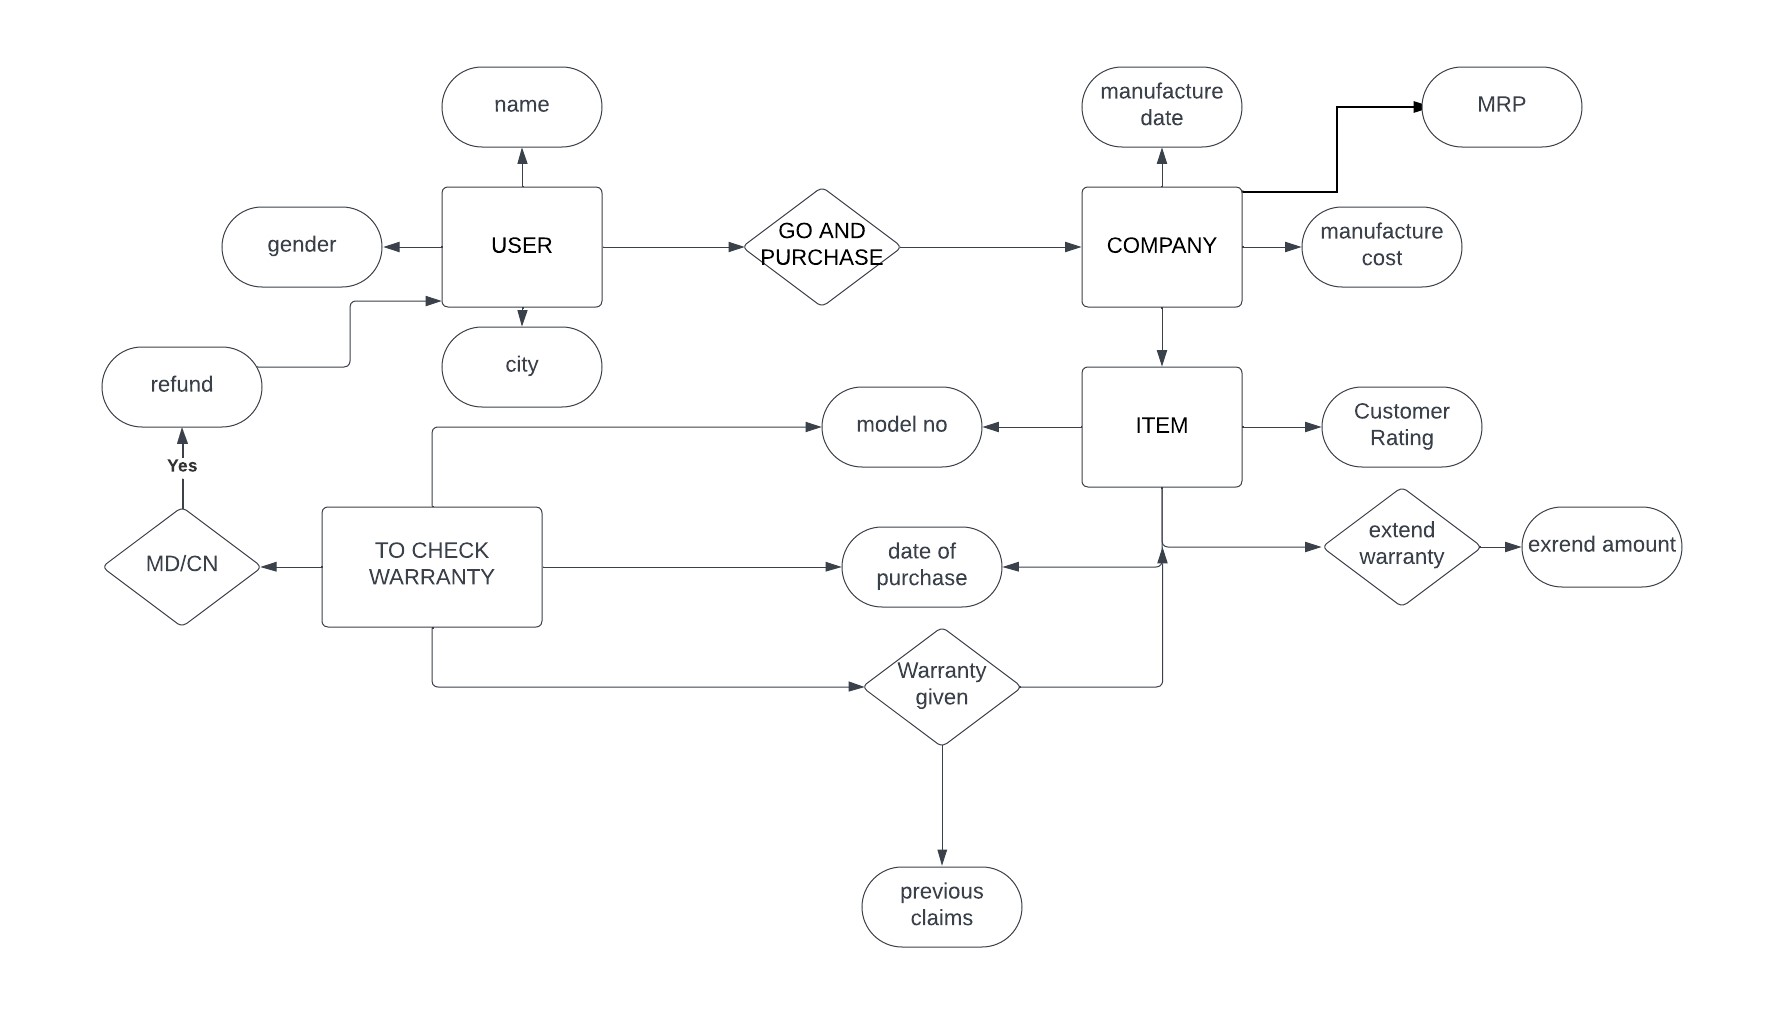 name
manufacture
date
MRP
gender
USER
GO AND
PURCHASE
COMPANY
manufacture
cost
refund
city
model no
ITEM
Customer
Rating
Yes
MD/CN
TO CHECK
WARRANTY
date of
purchase
extend
warranty
exrend amount
Warranty
given
previous
claims